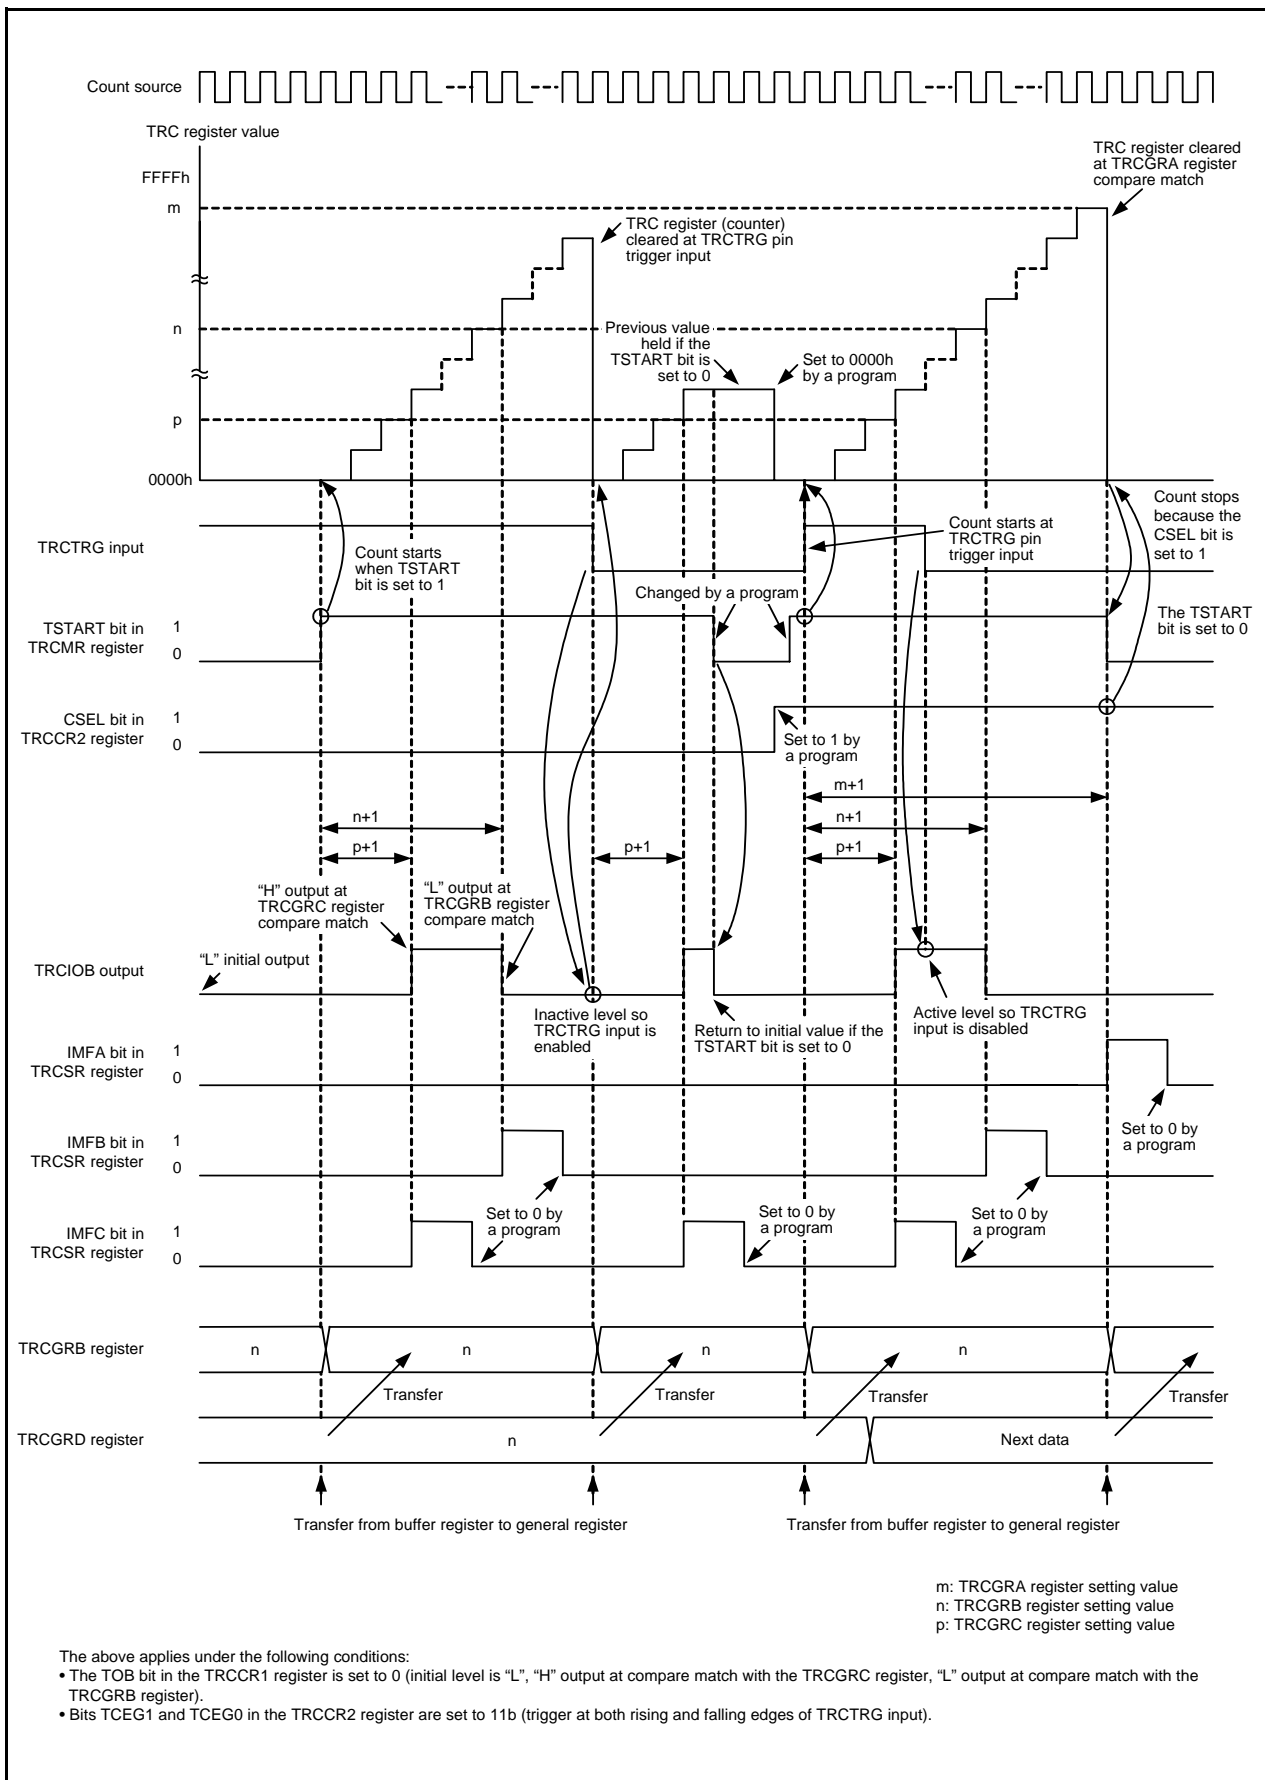 Count source
TRC register value
FFFFh
m
n
p
0000h
TRC register cleared
at TRCGRA register
compare match
TRC register (counter)
cleared at TRCTRG pin
trigger input
Previous value
held if the
TSTART bit is
set to 0
Set to 0000h
by a program
TRCTRG input
Count starts
when TSTART
bit is set to 1
Count starts at
TRCTRG pin
trigger input
Count stops
because the
CSEL bit is
set to 1
Changed by a program
TSTART bit in
TRCMR register
1
0
The TSTART
bit is set to 0
CSEL bit in
TRCCR2 register
1
0
Set to 1 by
a program
m+1
n+1
n+1
p+1
p+1
p+1
“H” output at
TRCGRC register
compare match
“L” output at
TRCGRB register
compare match
TRCIOB output
“L” initial output
Inactive level so
TRCTRG input is
enabled
Return to initial value if the
TSTART bit is set to 0
Active level so TRCTRG
input is disabled
IMFA bit in
TRCSR register
1
0
Set to 0 by
a program
IMFB bit in
TRCSR register
1
0
Set to 0 by
a program
Set to 0 by
a program
Set to 0 by
a program
IMFC bit in
TRCSR register
1
0
Set to 0 by
a program
TRCGRB register
n
n
n
n
Transfer
Transfer
Transfer
Transfer
TRCGRD register
n
Next data
Transfer from buffer register to general register
Transfer from buffer register to general register
m: TRCGRA register setting value
n: TRCGRB register setting value
p: TRCGRC register setting value
The above applies under the following conditions:
• The TOB bit in the TRCCR1 register is set to 0 (initial level is “L”, “H” output at compare match with the TRCGRC register, “L” output at compare match with the
TRCGRB register).
• Bits TCEG1 and TCEG0 in the TRCCR2 register are set to 11b (trigger at both rising and falling edges of TRCTRG input).